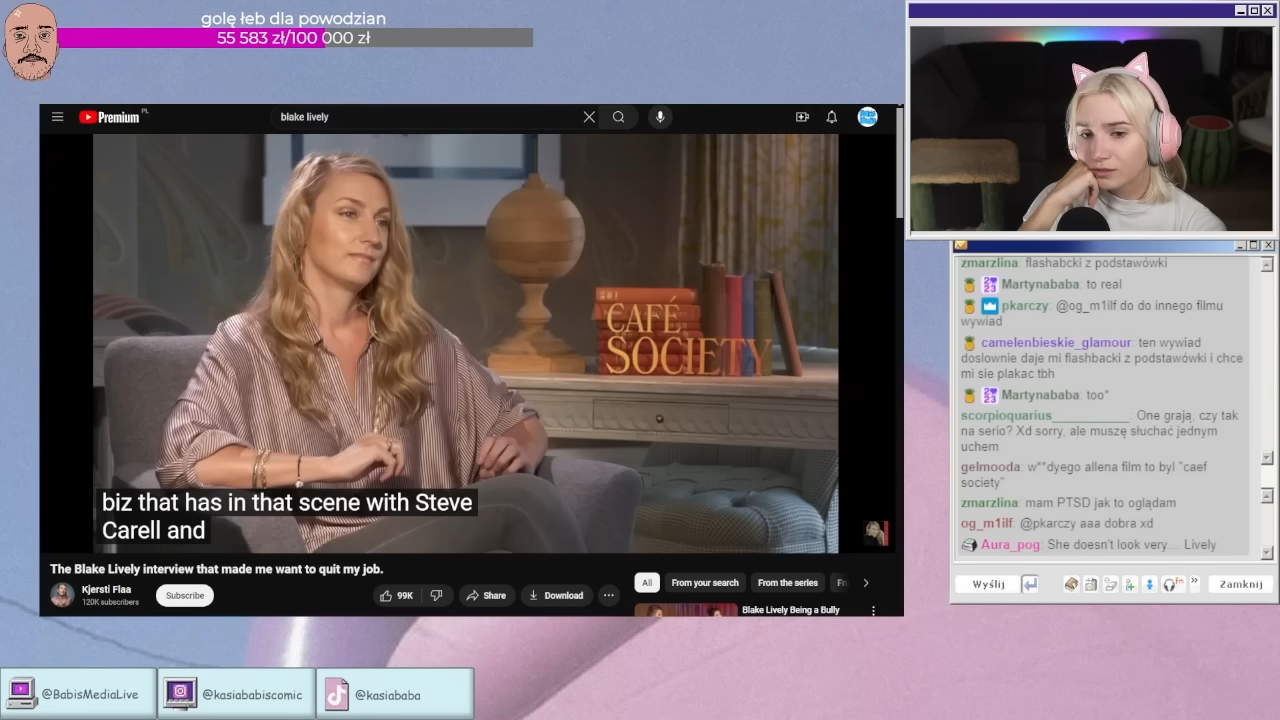 golę łeb dla powodzian
55 583 zł/100 000 zł
Premium PL
blake lively
CAFÉ
SOCIETY
biz that has in that scene with Steve
Carell and
The Blake Lively interview that made me want to quit my job.
Kjersti Flaa
120K subscribers
Subscribe
99K
Share
Download
All
From your search
From the series
Blake Lively Being a Bully
zmarzlina: flashabcki z podstawówki
Martynababa: to real
pkarczy: @og_m1ilf do do innego filmu
wywiad
camelenbieskie_glamour: ten wywiad
doslownie daje mi flashbacki z podstawówki i chce
mi sie plakac tbh
Martynababa: too*
scorpioquarius____________: One grają, czy tak
na serio? Xd sorry, ale muszę słuchać jednym
uchem
gelmooda: w**dyego allena film to byl "caef
society"
zmarzlina: mam PTSD jak to oglądam
og_m1ilf: @pkarczy aaa dobra xd
Aura_pog: She doesn't look very.... Lively
Wyślij
Zamknij
@BabisMediaLive
@kasiababiscomic
@kasiababa